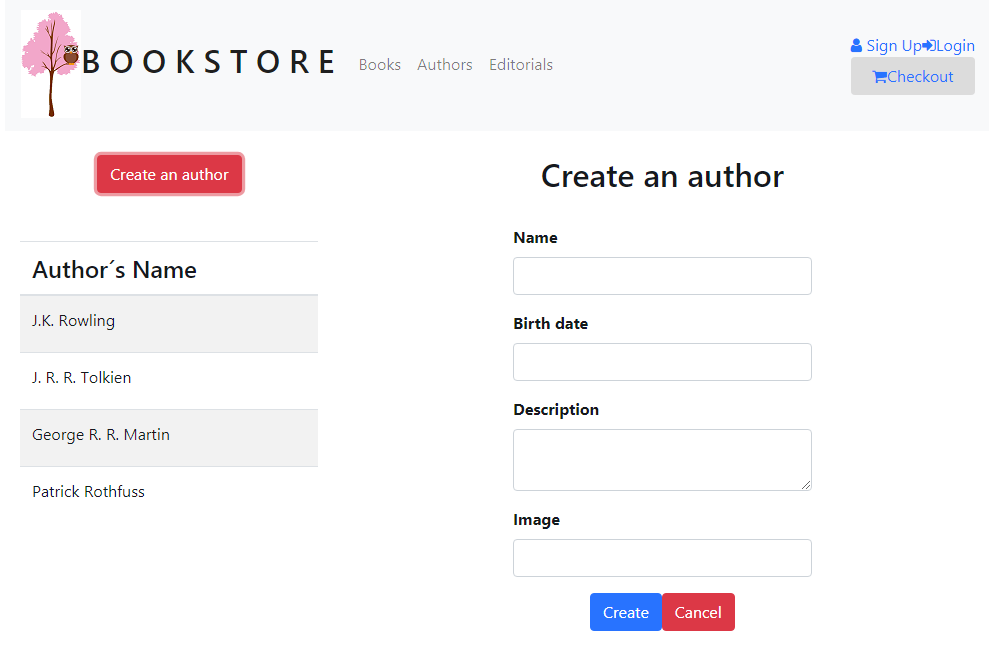 BOOKSTORE
Books Authors Editorials
Sign Up Login
Checkout
Create an author
Author´s Name
J.K. Rowling
J. R. R. Tolkien
George R. R. Martin
Patrick Rothfuss
Create an author
Name
Birth date
Description
Image
Create Cancel